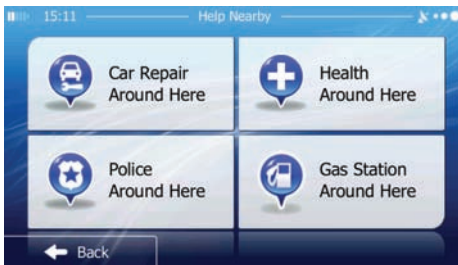 15:11
Help Nearby
Car Repair
Around Here
Health
Around Here
Police
Around Here
Gas Station
Around Here
Back